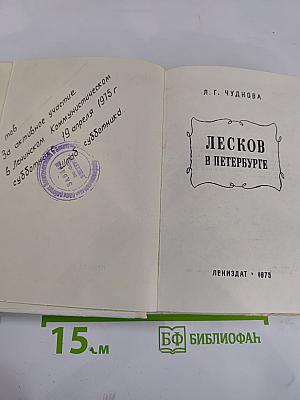 тов
За активное участие
в Ленинском Коммунистическом
субботнике 19 апреля 1975 г
субботника
Л. Г. ЧУДНОВА
ЛЕСКОВ
В ПЕТЕРБУРГЕ
ЛЕНИЗДАТ · 1975
15 см
БФ БИБЛИОФАН